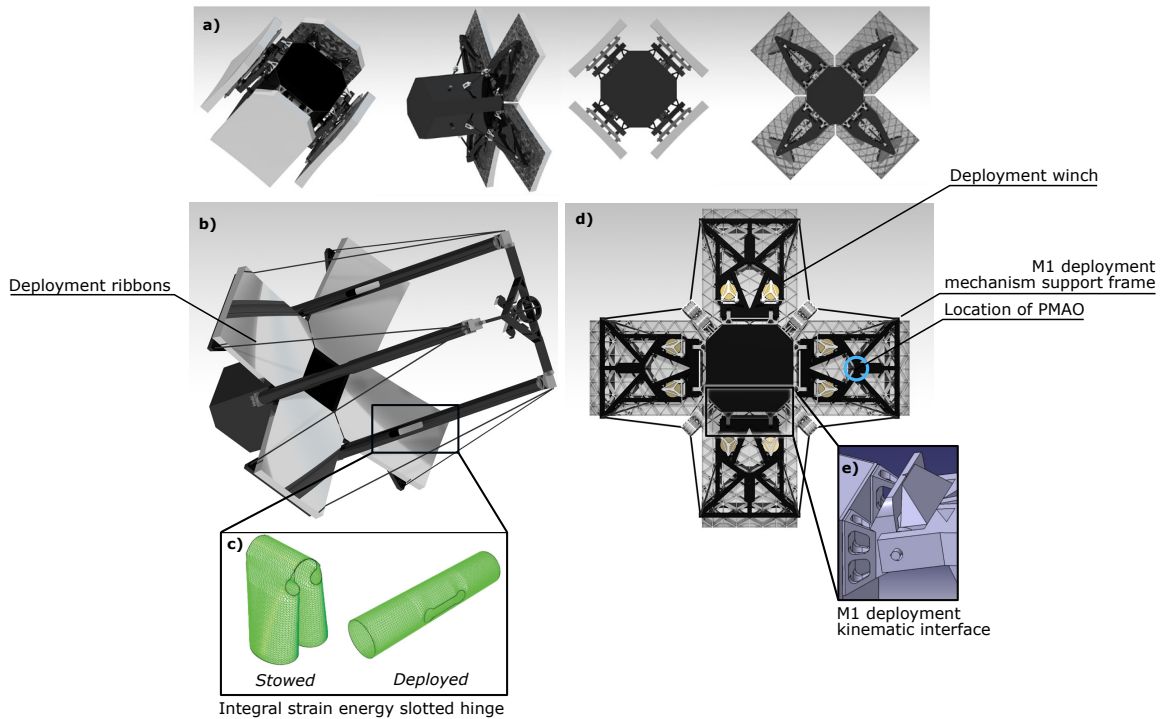 a)
Deployment winch
b)
d)
M1 deployment
mechanism support frame
Deployment ribbons
Location of PMAO
e)
c)
Stowed
Deployed
M1 deployment
kinematic interface
Integral strain energy slotted hinge